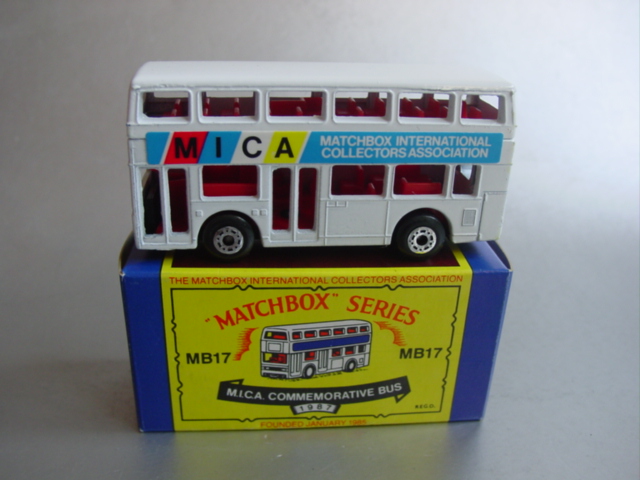 MICA
MATCHBOX INTERNATIONAL
COLLECTORS ASSOCIATION
THE MATCHBOX INTERNATIONAL COLLECTORS ASSOCIATION
"MATCHBOX" SERIES
MB17
MB17
M.I.C.A. COMMEMORATIVE BUS
1987
REGD.
FOUNDED JANUARY 1985